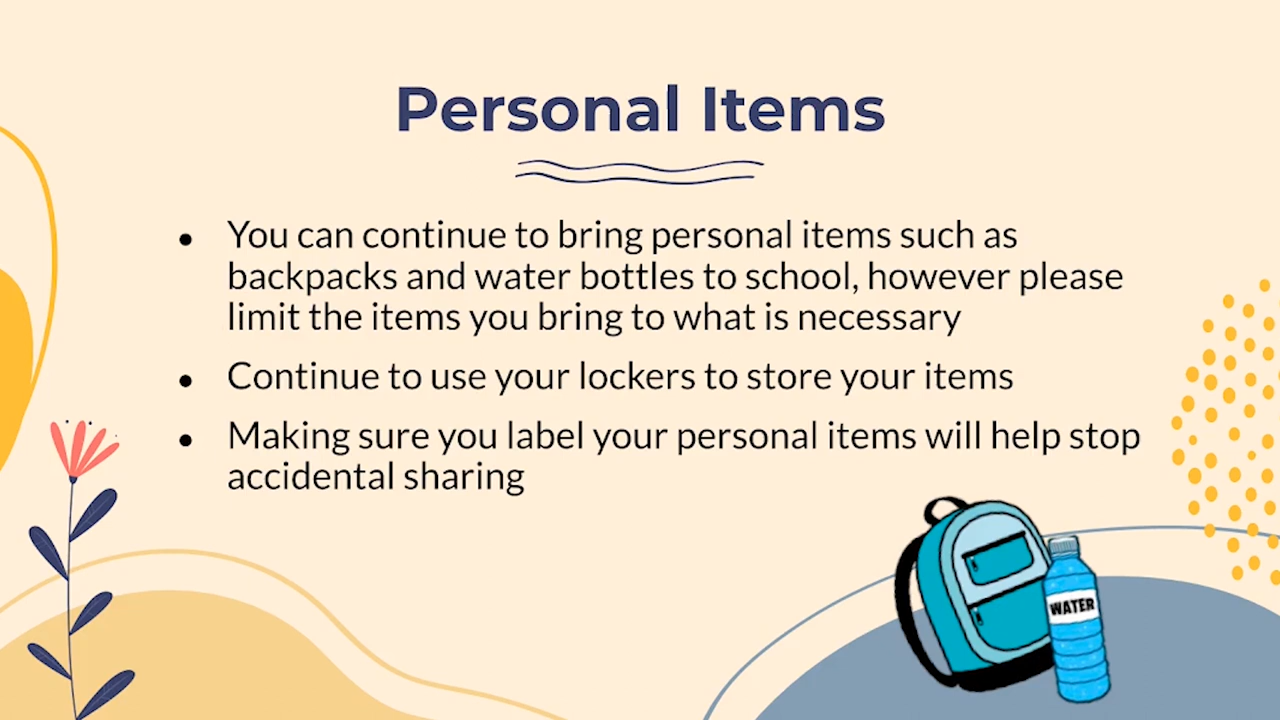 Personal Items
● You can continue to bring personal items such as
backpacks and water bottles to school, however please
limit the items you bring to what is necessary
● Continue to use your lockers to store your items
● Making sure you label your personal items will help stop
accidental sharing
WATER